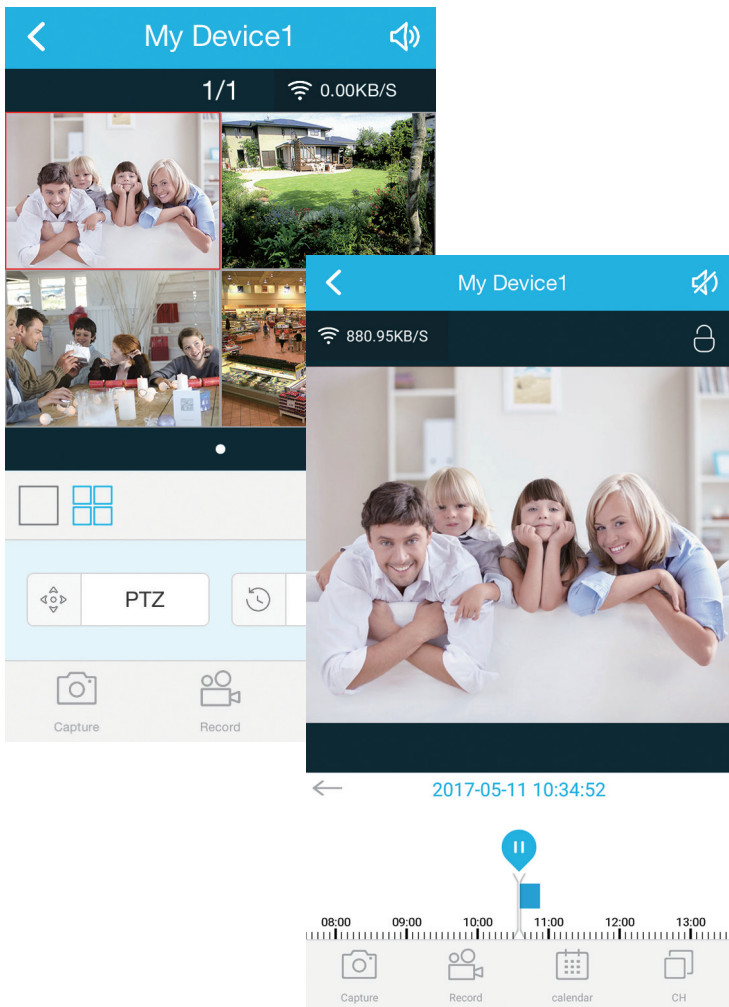 My Device1
1/1
0.00KB/S
PTZ
Capture
Record
My Device1
880.95KB/S
2017-05-11 10:34:52
08:00 09:00 10:00 11:00 12:00 13:00
Capture Record calendar CH